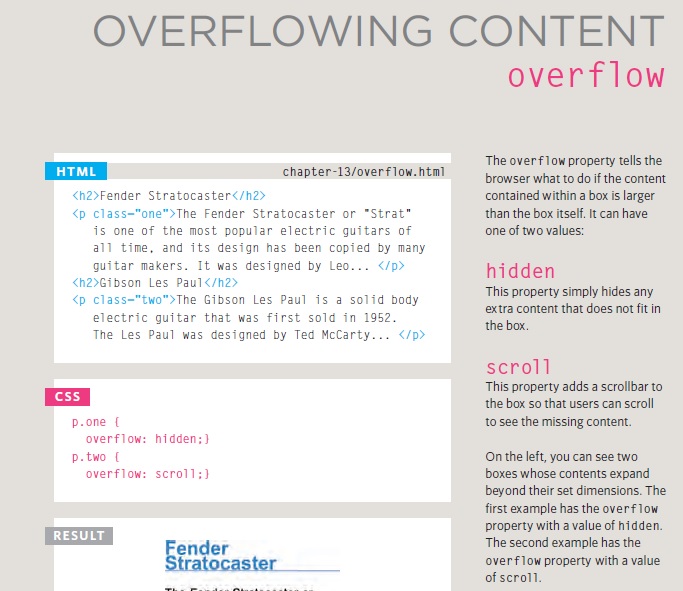 OVERFLOWING CONTENT
overflow
HTML
chapter-13/overflow.html
<h2>Fender Stratocaster</h2>
<p class="one">The Fender Stratocaster or "Strat"
is one of the most popular electric guitars of
all time, and its design has been copied by many
guitar makers. It was designed by Leo... </p>
<h2>Gibson Les Paul</h2>
<p class="two">The Gibson Les Paul is a solid body
electric guitar that was first sold in 1952.
The Les Paul was designed by Ted McCarty... </p>
CSS
p.one {
overflow: hidden;}
p.two {
overflow: scroll;}
RESULT
Fender
Stratocaster
The Fender Stratocaster or
The overflow property tells the
browser what to do if the content
contained within a box is larger
than the box itself. It can have
one of two values:
hidden
This property simply hides any
extra content that does not fit in
the box.
scroll
This property adds a scrollbar to
the box so that users can scroll
to see the missing content.
On the left, you can see two
boxes whose contents expand
beyond their set dimensions. The
first example has the overflow
property with a value of hidden.
The second example has the
overflow property with a value
of scroll.